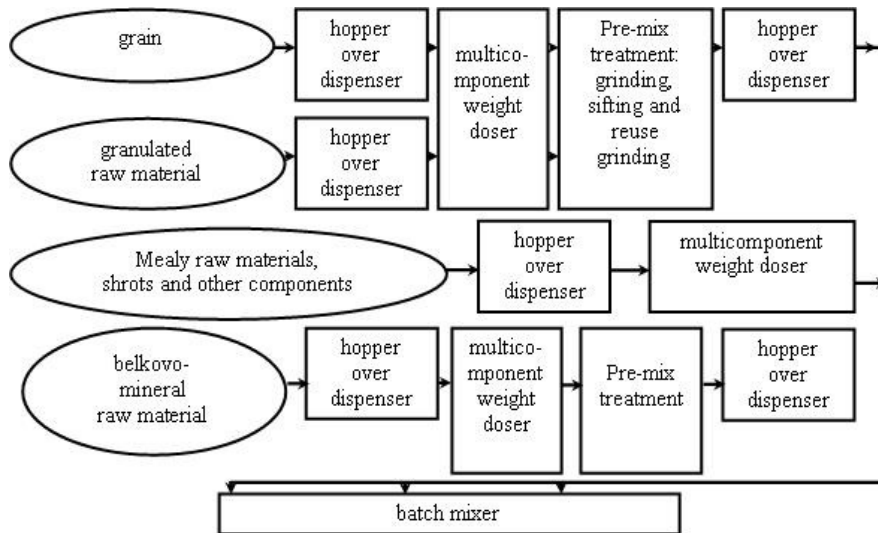 grain
hopper
over
dispenser
multico-
mponent
weight
doser
Pre-mix
treatment:
grinding,
sifting and
reuse
grinding
hopper
over
dispenser
granulated
raw material
hopper
over
dispenser
Mealy raw materials,
shrots and other components
hopper
over
dispenser
multicomponent
weight doser
belkovo-
mineral
raw material
hopper
over
dispenser
multico-
mponent
weight
doser
Pre-mix
treatment
hopper
over
dispenser
batch mixer